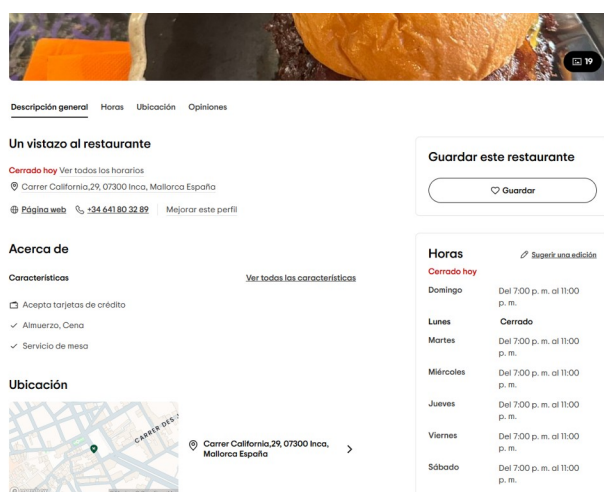 19
Descripción general Horas Ubicación Opiniones
Un vistazo al restaurante
Cerrado hoy Ver todos los horarios
Carrer California,29, 07300 Inca, Mallorca España
Página web +34 641 80 32 89 Mejorar este perfil
Acerca de
Características Ver todas las características
Acepta tarjetas de crédito
Almuerzo, Cena
Servicio de mesa
Ubicación
CARRER DES
Carrer California,29, 07300 Inca,
Mallorca España
Guardar este restaurante
Guardar
Horas Sugerir una edición
Cerrado hoy
Domingo Del 7:00 p. m. al 11:00
p. m.
Lunes Cerrado
Martes Del 7:00 p. m. al 11:00
p. m.
Miércoles Del 7:00 p. m. al 11:00
p. m.
Jueves Del 7:00 p. m. al 11:00
p. m.
Viernes Del 7:00 p. m. al 11:00
p. m.
Sábado Del 7:00 p. m. al 11:00
p. m.